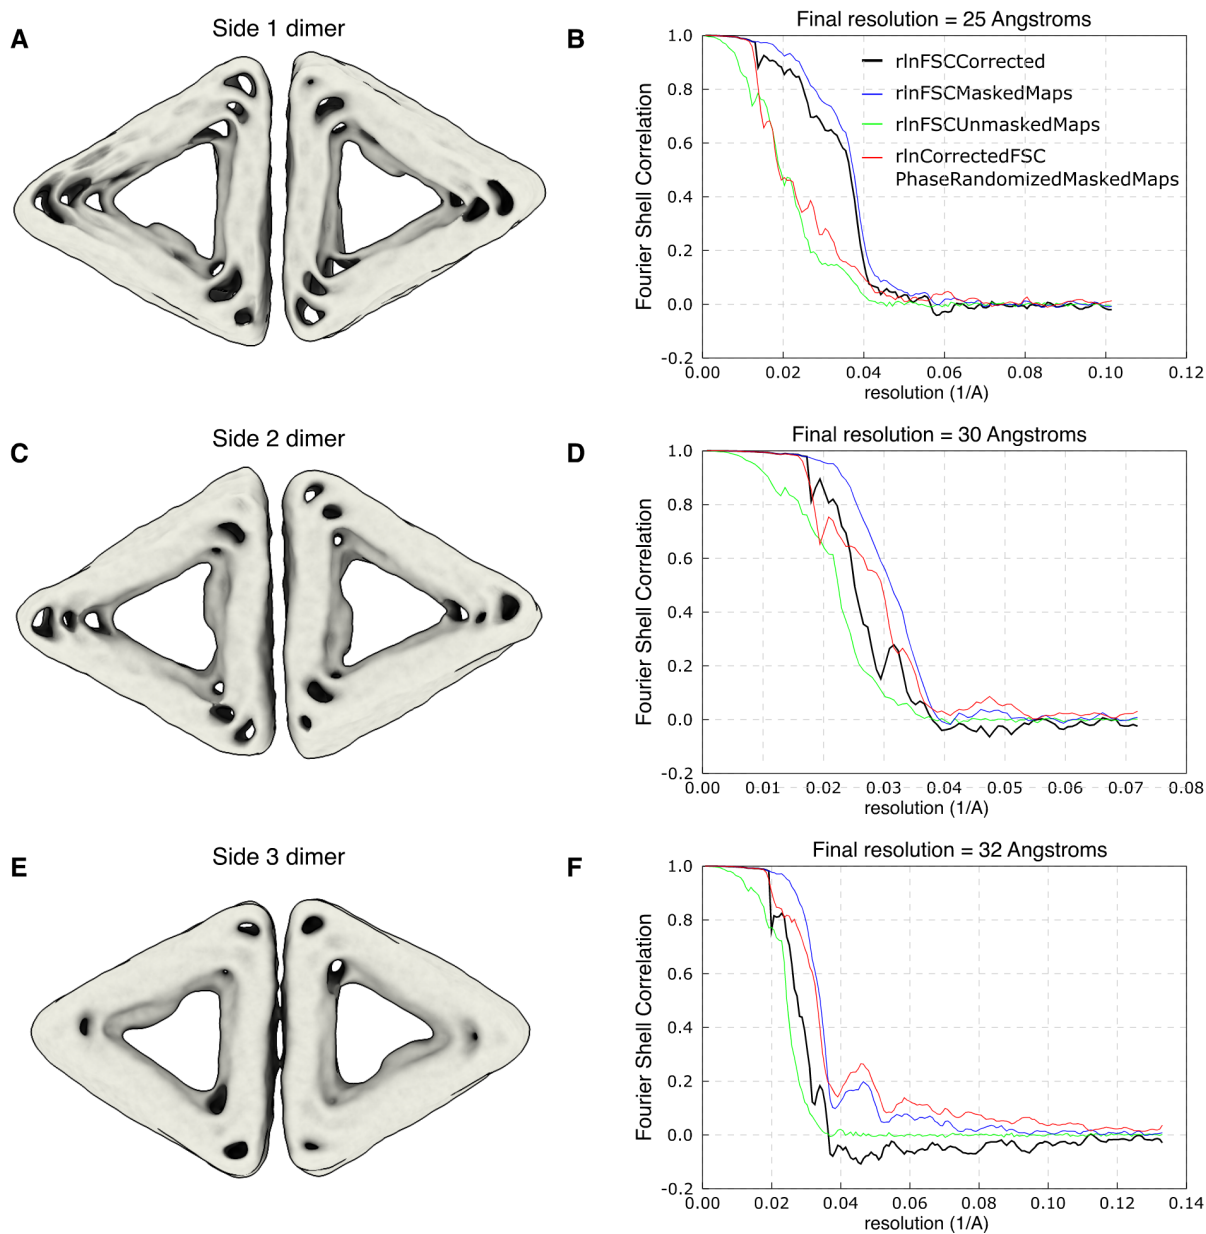 A
Side 1 dimer
B
Final resolution = 25 Angstroms
rlnFSCCorrected
rlnFSCMaskedMaps
rlnFSCUnmaskedMaps
rlnCorrectedFSC
PhaseRandomizedMaskedMaps
Fourier Shell Correlation
1.0
0.8
0.6
0.4
0.2
0.0
-0.2
0.00 0.02 0.04 0.06 0.08 0.10 0.12
resolution (1/A)
C
Side 2 dimer
D
Final resolution = 30 Angstroms
Fourier Shell Correlation
1.0
0.8
0.6
0.4
0.2
0.0
-0.2
0.00 0.01 0.02 0.03 0.04 0.05 0.06 0.07 0.08
resolution (1/A)
E
Side 3 dimer
F
Final resolution = 32 Angstroms
Fourier Shell Correlation
1.0
0.8
0.6
0.4
0.2
0.0
-0.2
0.00 0.02 0.04 0.06 0.08 0.10 0.12 0.14
resolution (1/A)